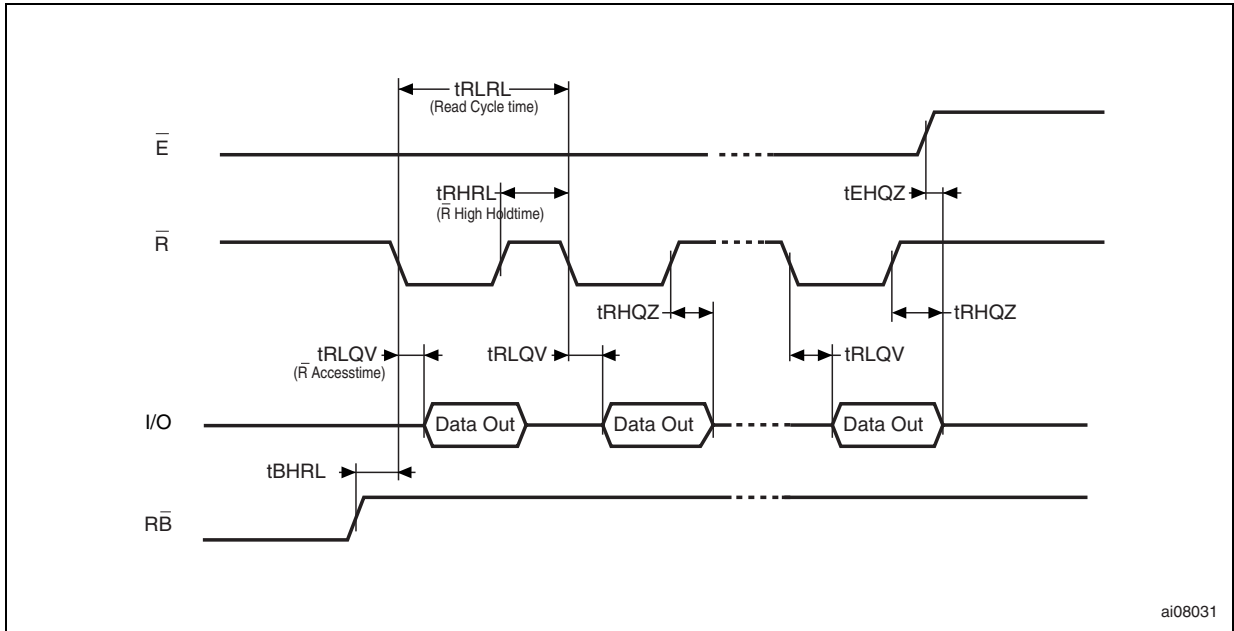 tRLRL
(Read Cycle time)
E̅
tRHRL
(R̅ High Holdtime)
tEHQZ
R̅
tRHQZ
tRHQZ
tRLQV
(R̅ Accesstime)
tRLQV
tRLQV
I/O
Data Out
Data Out
Data Out
tBHRL
RB̅
ai08031